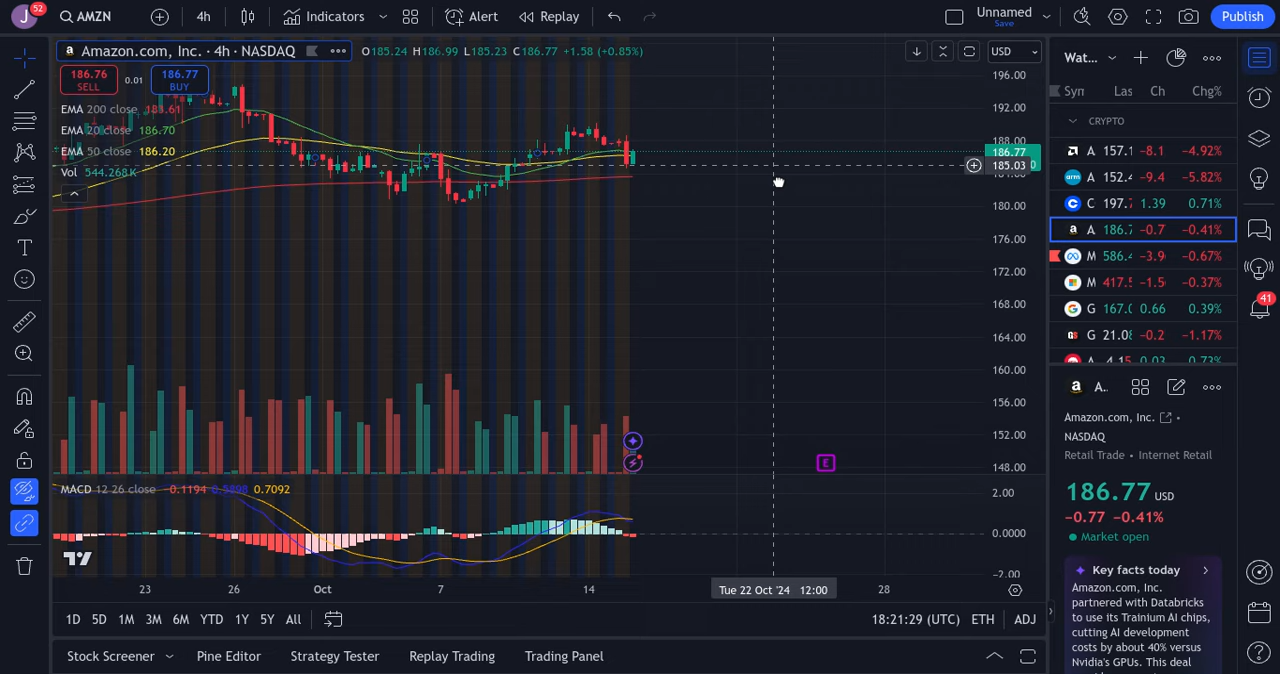 J 52 AMZN 4h Indicators Alert Replay Unnamed Save Publish
Amazon.com, Inc. · 4h · NASDAQ O185.24 H186.99 L185.23 C186.77 +1.58 (+0.85%) USD
186.76 SELL 0.01 186.77 BUY
EMA 200 close 183.61
EMA 20 close 186.70
EMA 50 close 186.20
Vol 544.268K
196.00
192.00
188.00
186.77
185.03
180.00
176.00
172.00
168.00
164.00
160.00
156.00
152.00
148.00
E
MACD 12 26 close −0.1194 0.5898 0.7092
2.00
0.0000
−2.00
23 26 Oct 7 14 Tue 22 Oct '24 12:00 28
1D 5D 1M 3M 6M YTD 1Y 5Y All 18:21:29 (UTC) ETH ADJ
Stock Screener Pine Editor Strategy Tester Replay Trading Trading Panel
Wat...
Syn Las Ch Chg%
CRYPTO
A 157.1 −8.1 −4.92%
arm A 152.4 −9.4 −5.82%
C 197.7 1.39 0.71%
A 186.7 −0.7 −0.41%
M 586.4 −3.9 −0.67%
M 417.5 −1.5 −0.37%
G 167.0 0.66 0.39%
G 21.08 −0.2 −1.17%
A 4.15 0.03 0.73%
A..
Amazon.com, Inc. •
NASDAQ
Retail Trade • Internet Retail
186.77 USD
−0.77 −0.41%
Market open
Key facts today
Amazon.com, Inc.
partnered with Databricks
to use its Trainium AI chips,
cutting AI development
costs by about 40% versus
Nvidia's GPUs. This deal
41